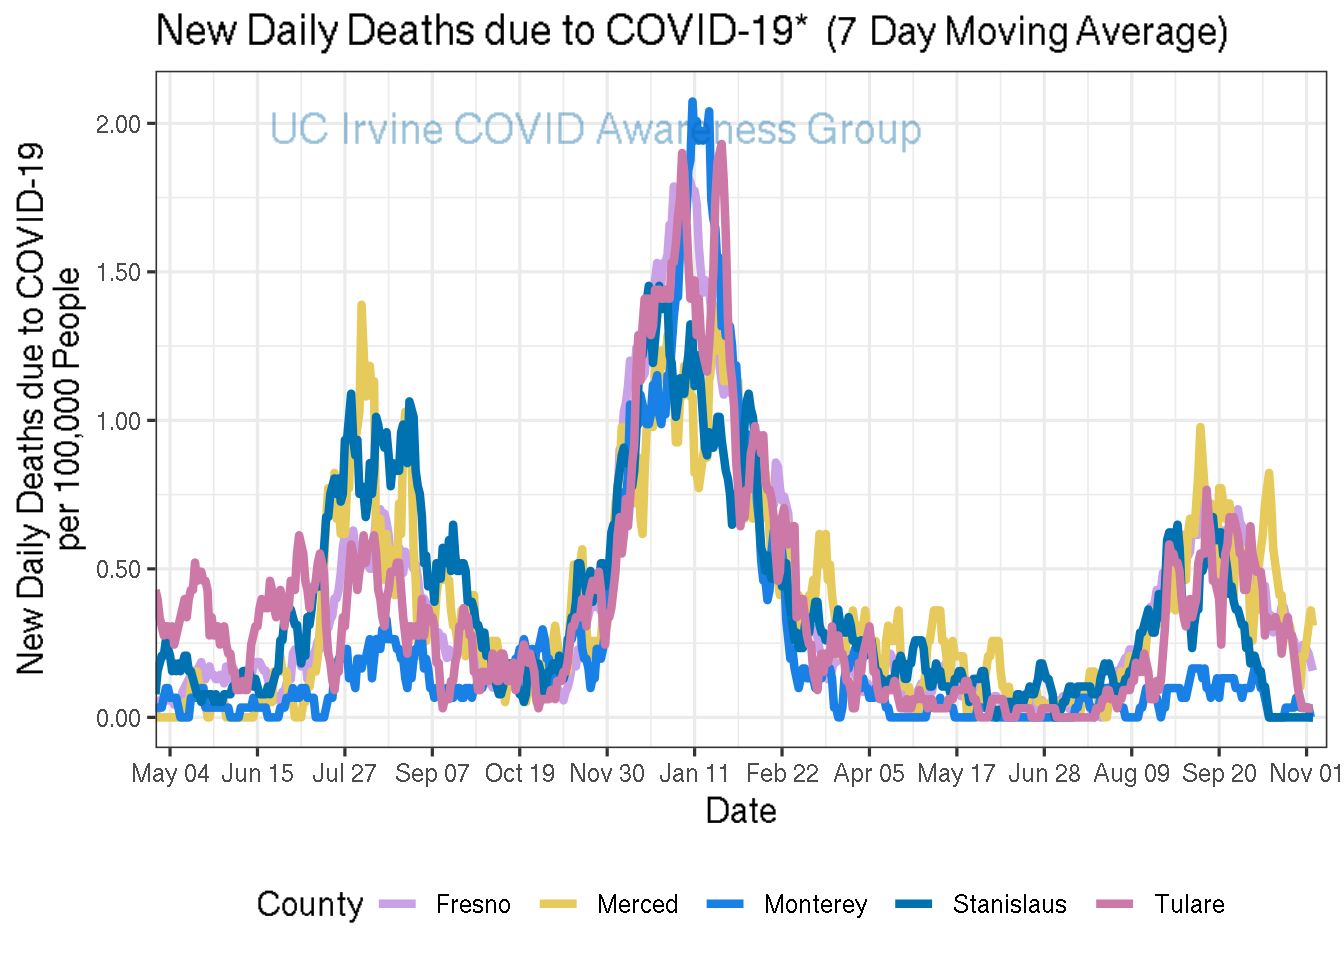 New Daily Deaths due to COVID-19* (7 Day Moving Average)
UC Irvine COVID Awareness Group
New Daily Deaths due to COVID-19
per 100,000 People
2.00
1.50
1.00
0.50
0.00
May 04 Jun 15 Jul 27 Sep 07 Oct 19 Nov 30 Jan 11 Feb 22 Apr 05 May 17 Jun 28 Aug 09 Sep 20 Nov 01
Date
County Fresno Merced Monterey Stanislaus Tulare